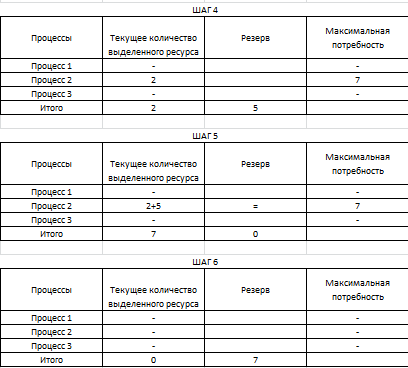 ШАГ 4
Процессы Текущее количество выделенного ресурса Резерв Максимальная потребность
Процесс 1 - -
Процесс 2 2 7
Процесс 3 - -
Итого 2 5
ШАГ 5
Процессы Текущее количество выделенного ресурса Резерв Максимальная потребность
Процесс 1 - -
Процесс 2 2+5 = 7
Процесс 3 - -
Итого 7 0
ШАГ 6
Процессы Текущее количество выделенного ресурса Резерв Максимальная потребность
Процесс 1 - -
Процесс 2 - -
Процесс 3 - -
Итого 0 7